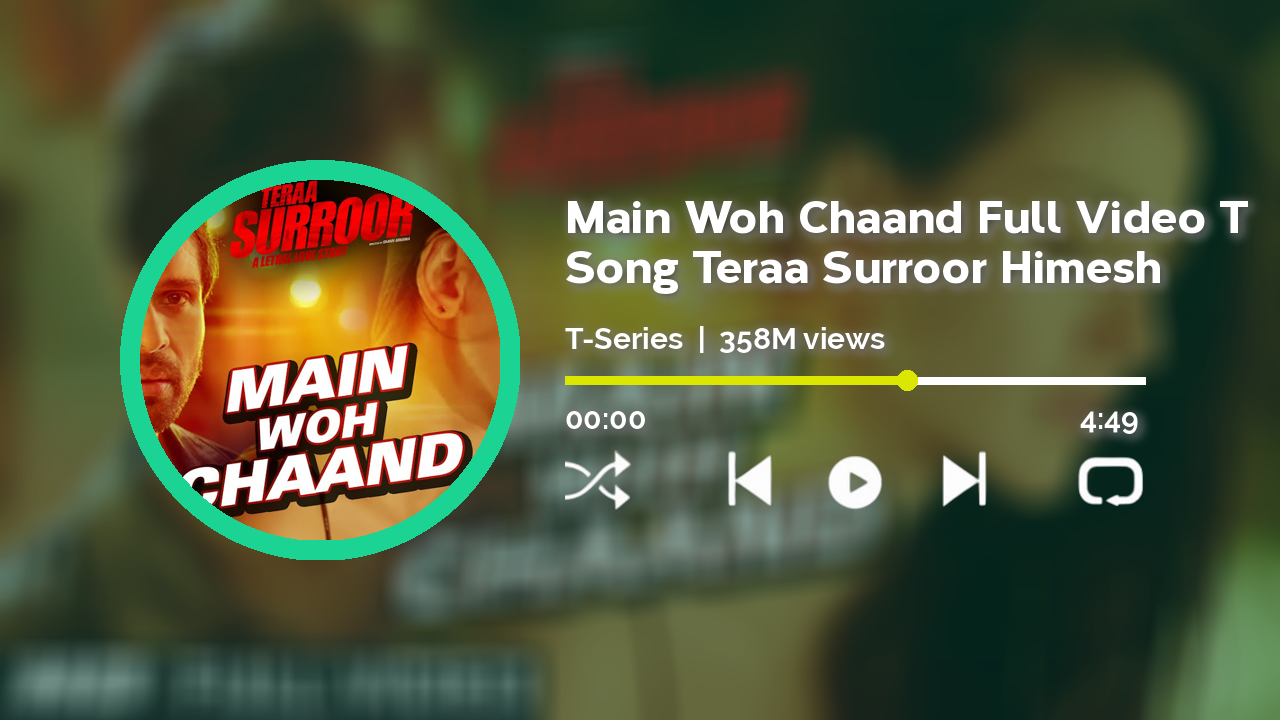 TERAA
SURROOR
A LETHAL LOVE STORY
MAIN
WOH
CHAAND
Main Woh Chaand Full Video T
Song Teraa Surroor Himesh
T-Series | 358M views
00:00
4:49